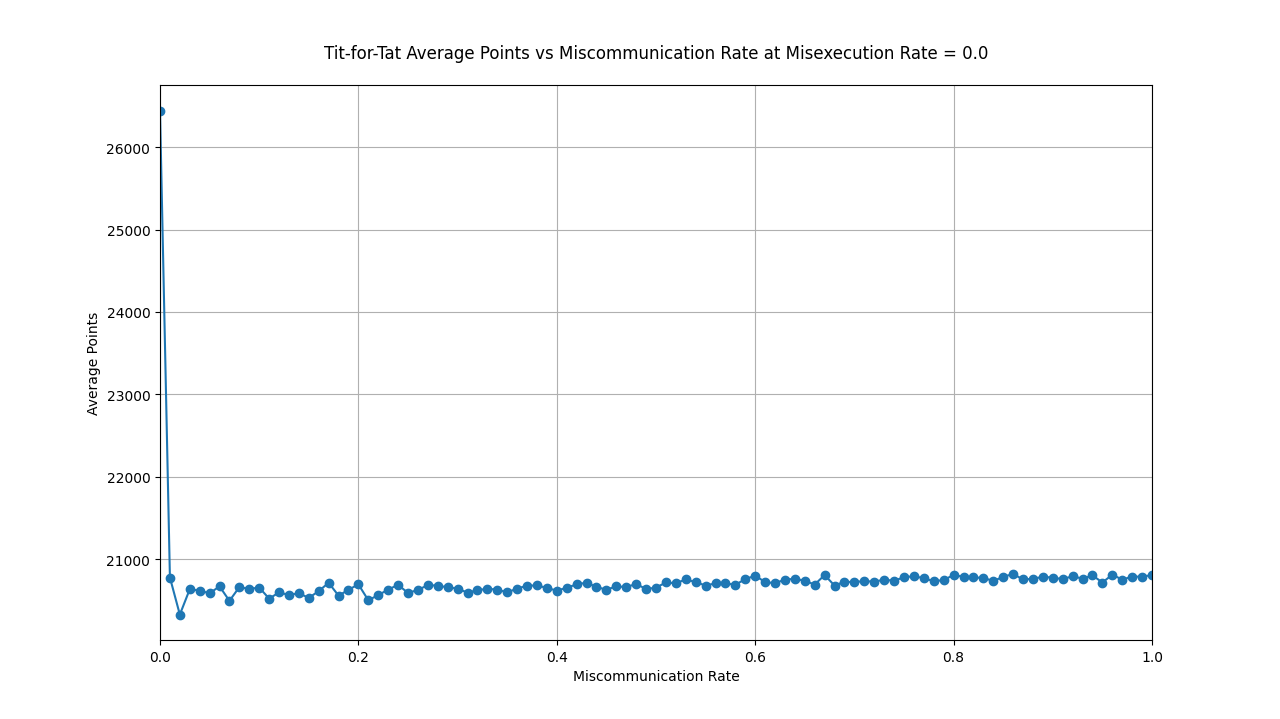 Tit-for-Tat Average Points vs Miscommunication Rate at Misexecution Rate = 0.0
26000
25000
24000
23000
22000
21000
Average Points
0.0 0.2 0.4 0.6 0.8 1.0
Miscommunication Rate